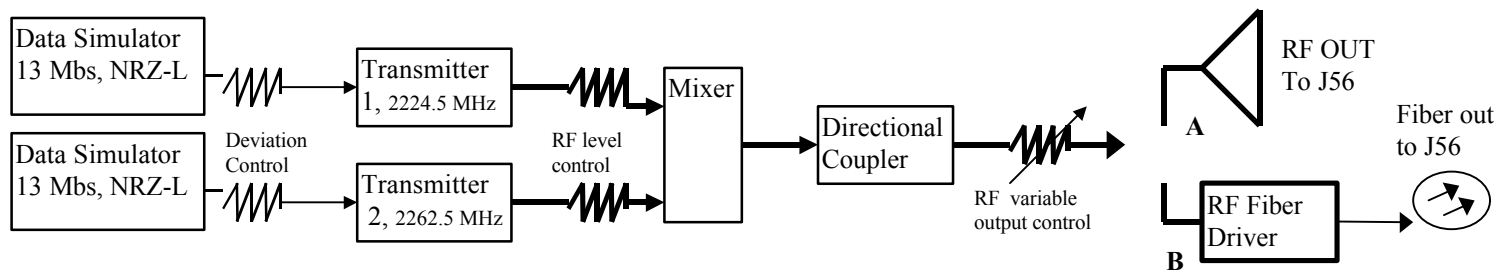 Data Simulator
13 Mbs, NRZ-L
Deviation
Control
Data Simulator
13 Mbs, NRZ-L
Transmitter
1, 2224.5 MHz
Transmitter
2, 2262.5 MHz
RF level
control
Mixer
Directional
Coupler
RF variable
output control
A
RF OUT
To J56
B
RF Fiber
Driver
Fiber out
to J56